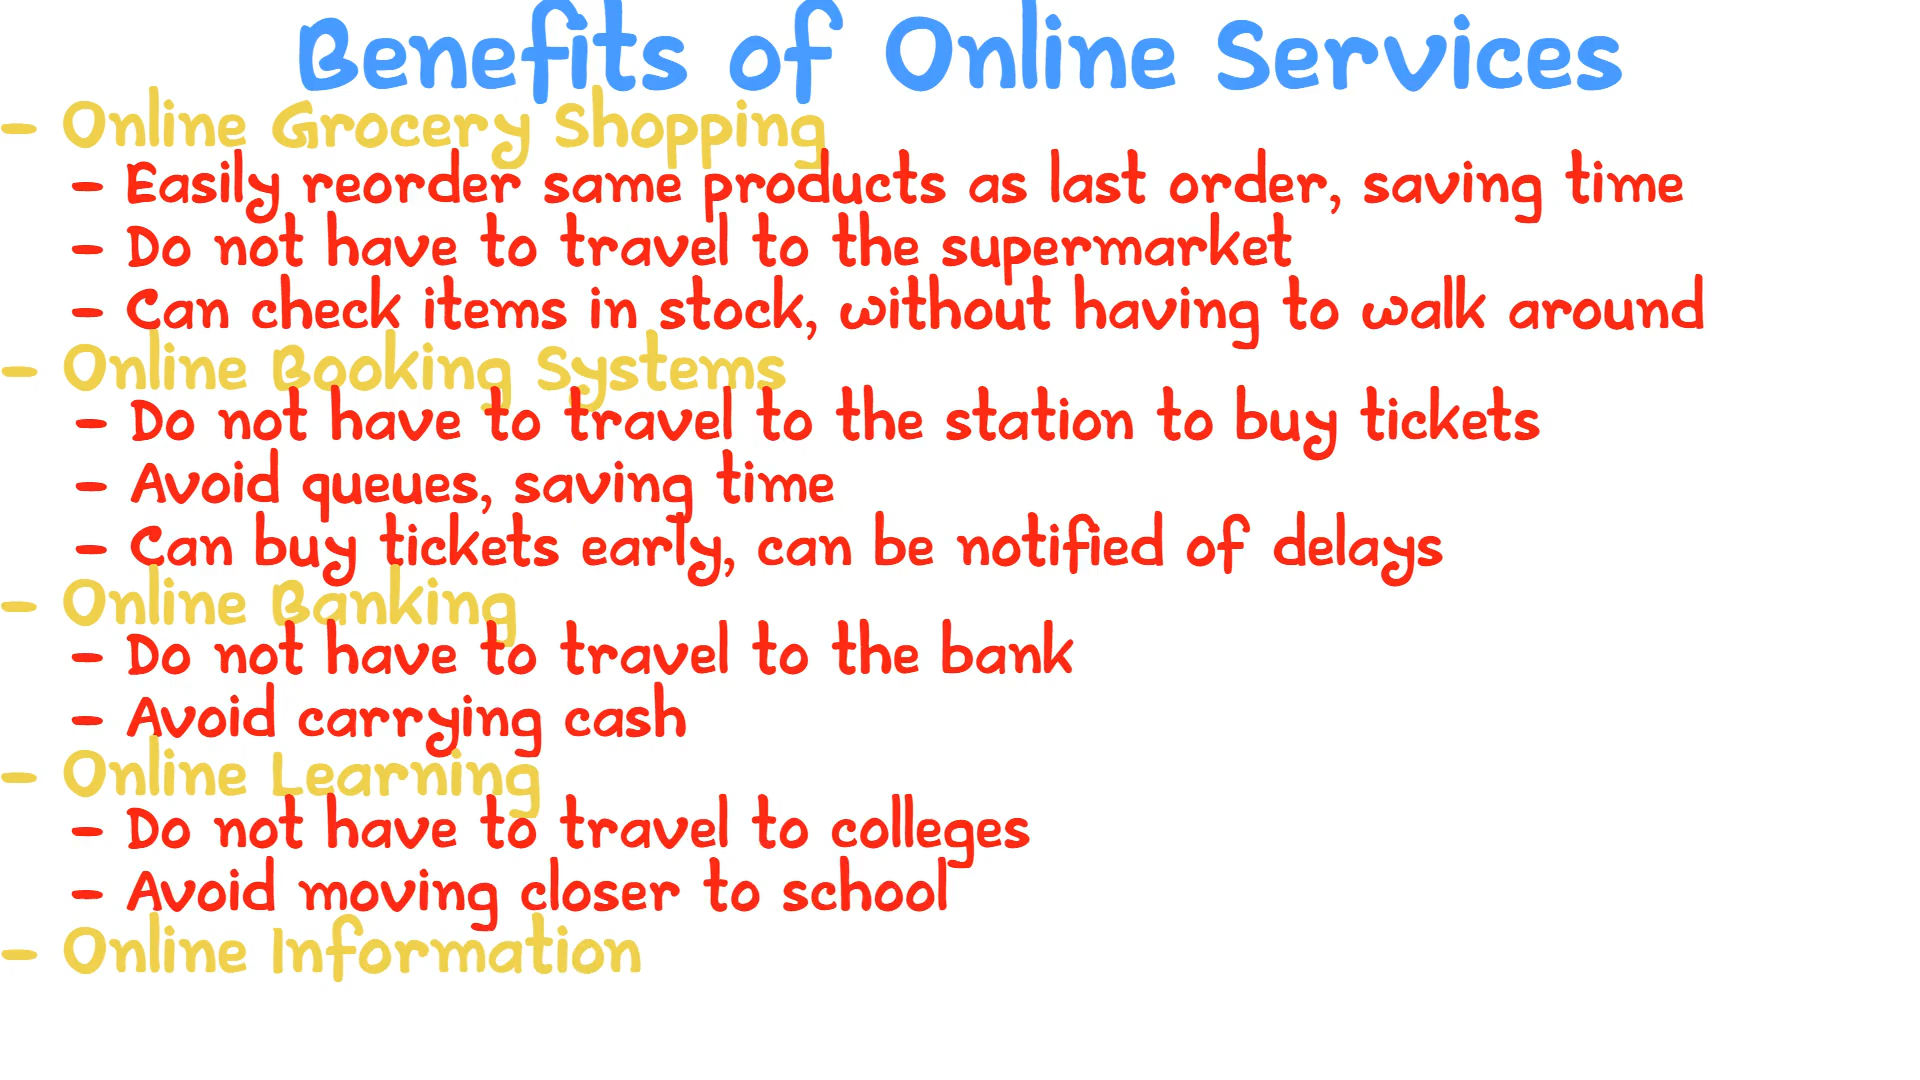 Benefits of Online Services
- Online Grocery Shopping
- Easily reorder same products as last order, saving time
- Do not have to travel to the supermarket
- Can check items in stock, without having to walk around
- Online Booking Systems
- Do not have to travel to the station to buy tickets
- Avoid queues, saving time
- Can buy tickets early, can be notified of delays
- Online Banking
- Do not have to travel to the bank
- Avoid carrying cash
- Online Learning
- Do not have to travel to colleges
- Avoid moving closer to school
- Online Information